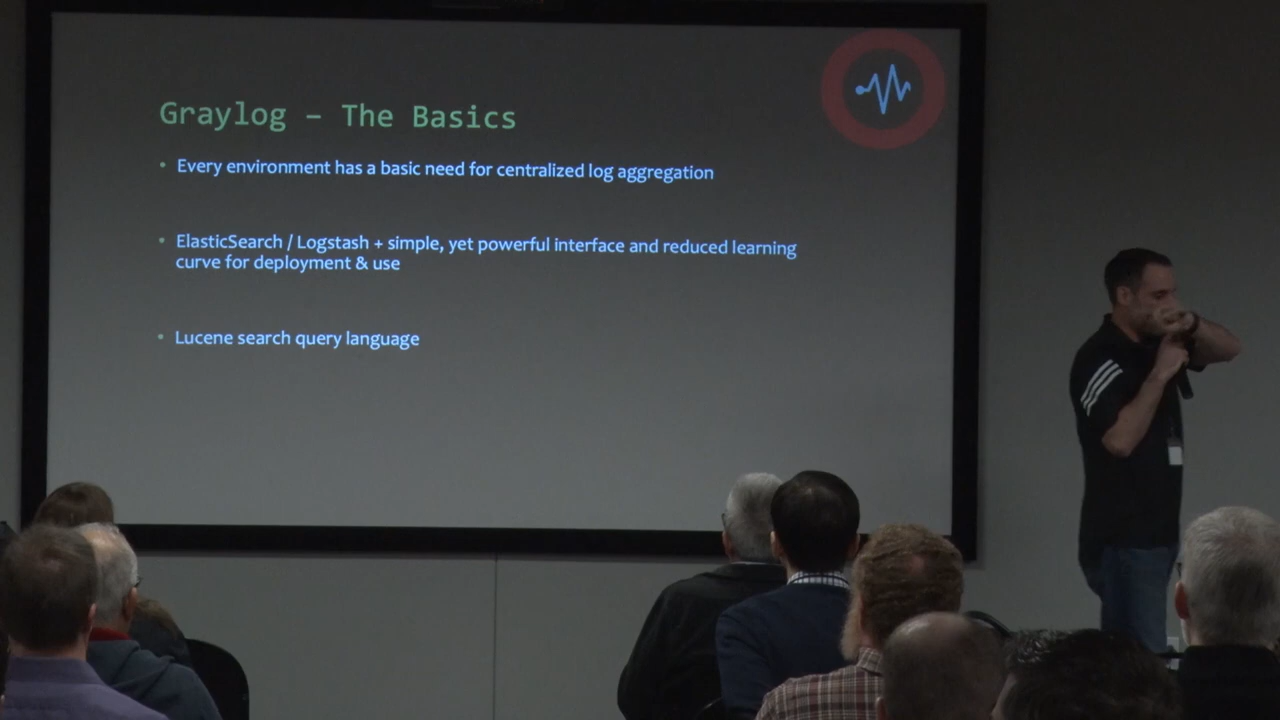 Graylog – The Basics
• Every environment has a basic need for centralized log aggregation
• ElasticSearch / Logstash + simple, yet powerful interface and reduced learning
curve for deployment & use
• Lucene search query language